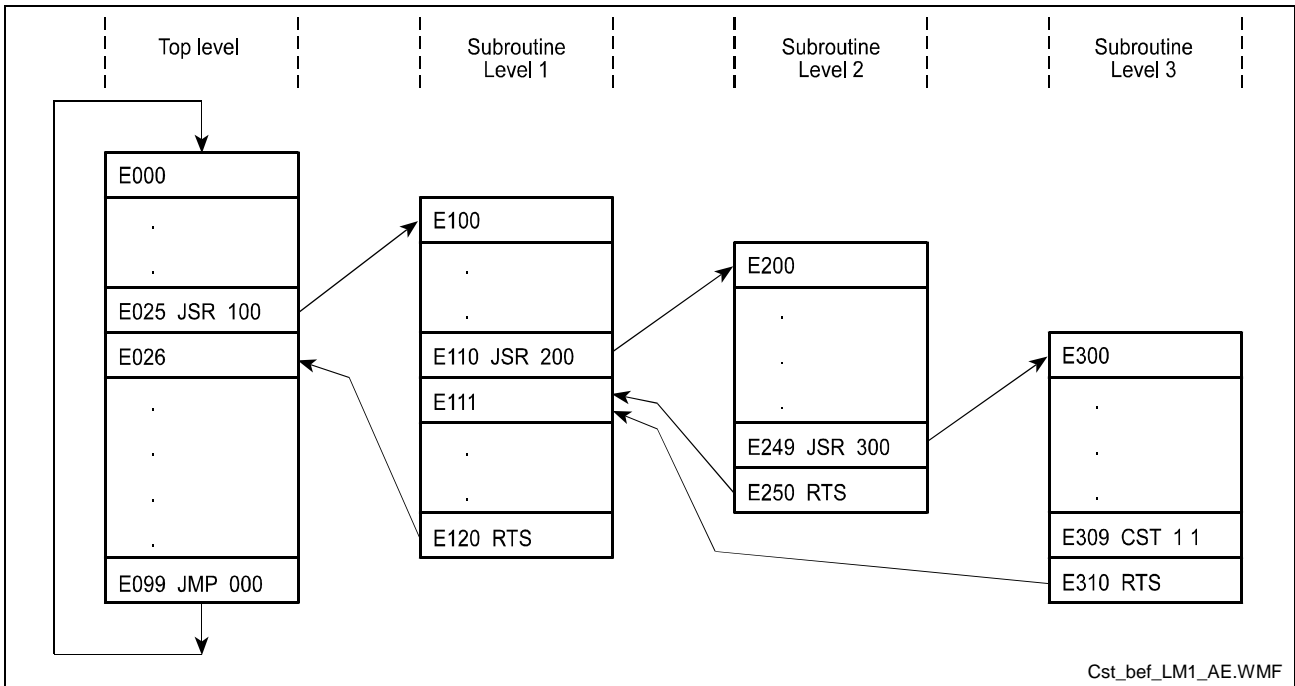 Top level
Subroutine
Level 1
Subroutine
Level 2
Subroutine
Level 3
E000
.
.
E025 JSR 100
E026
.
.
.
.
E099 JMP 000
E100
.
.
E110 JSR 200
E111
.
.
E120 RTS
E200
.
.
.
E249 JSR 300
E250 RTS
E300
.
.
.
E309 CST 1 1
E310 RTS
Cst_bef_LM1_AE.WMF